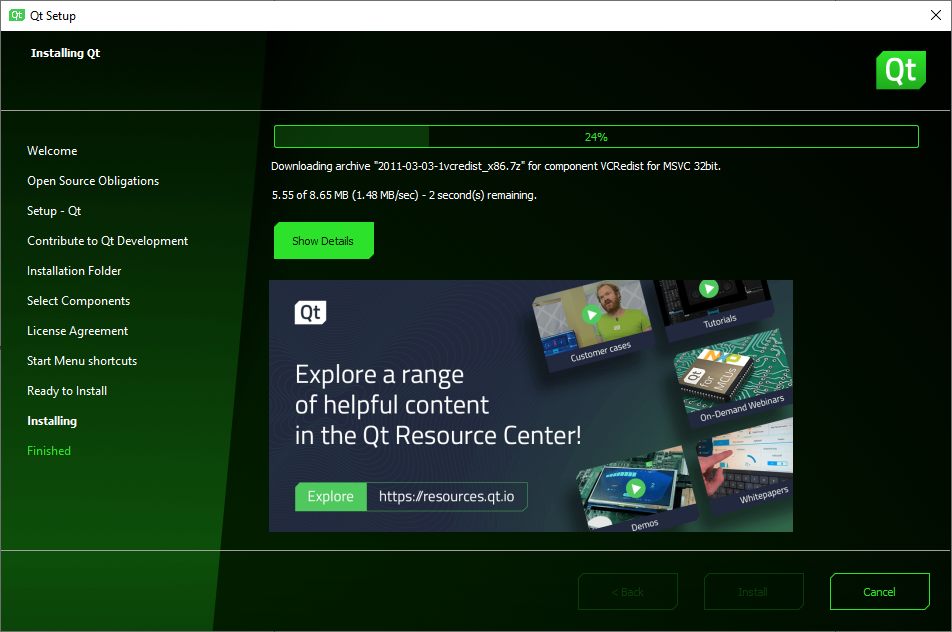 Qt Qt Setup
Installing Qt
Qt
Welcome
Open Source Obligations
Setup - Qt
Contribute to Qt Development
Installation Folder
Select Components
License Agreement
Start Menu shortcuts
Ready to Install
Installing
Finished
24%
Downloading archive "2011-03-03-1vcredist_x86.7z" for component VCRedist for MSVC 32bit.
5.55 of 8.65 MB (1.48 MB/sec) - 2 second(s) remaining.
Show Details
Qt
Explore a range
of helpful content
in the Qt Resource Center!
Explore https://resources.qt.io
Customer cases
Tutorials
Qt
for
MCUs
On-Demand Webinars
Demos
Whitepapers
< Back
Install
Cancel